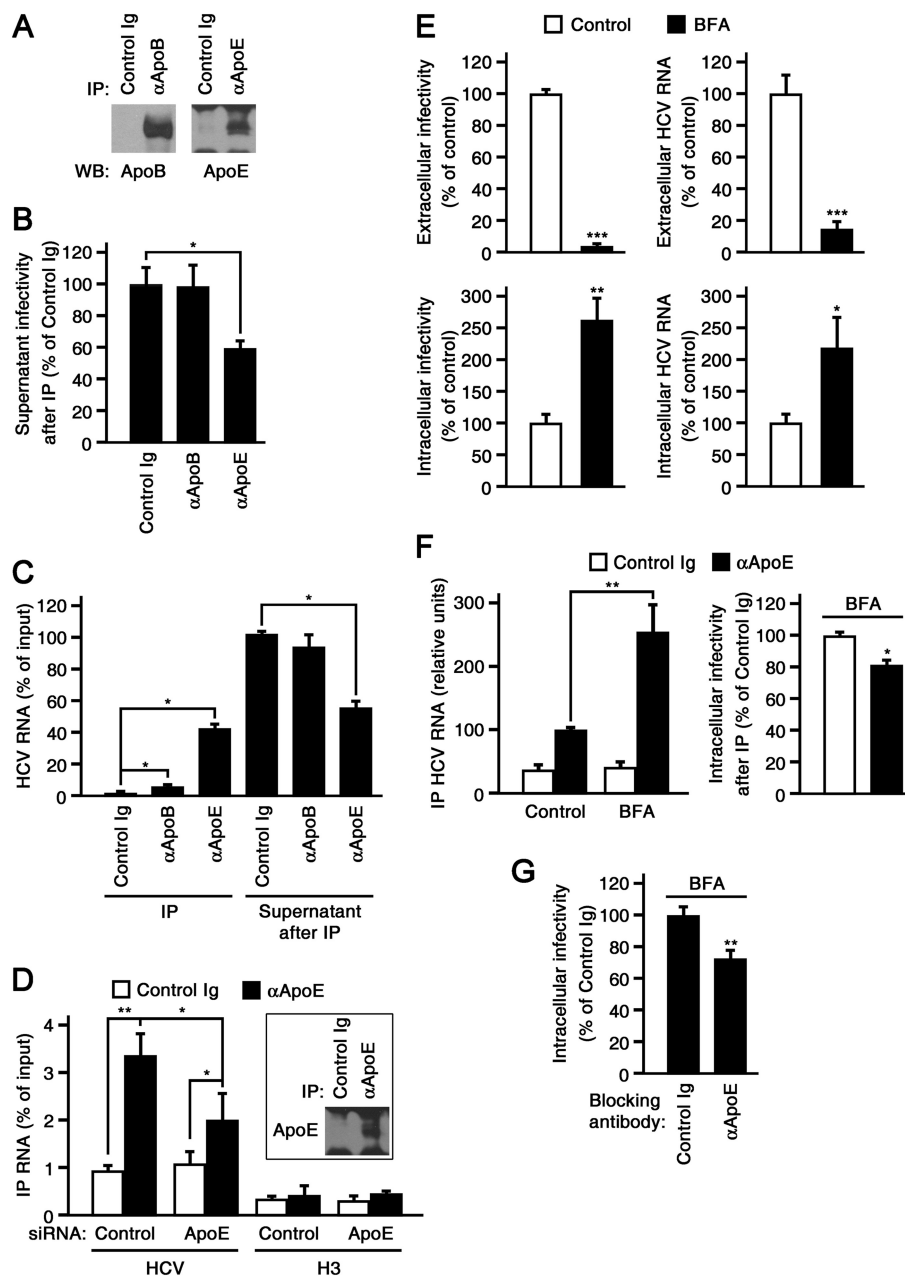 A
IP: Control Ig αApoB Control Ig αApoE
WB: ApoB ApoE
B
Supernatant infectivity
after IP (% of Control Ig)
120
100
80
60
40
20
0
*
Control Ig αApoB αApoE
C
HCV RNA (% of input)
120
100
80
60
40
20
0
* * *
Control Ig αApoB αApoE Control Ig αApoB αApoE
IP Supernatant
after IP
D
Control Ig αApoE
IP RNA (% of input)
4
3
2
1
0
** * *
IP: Control Ig αApoE
ApoE
siRNA: Control ApoE Control ApoE
HCV H3
E
Control BFA
Extracellular infectivity
(% of control)
120
100
80
60
40
20
0
***
Extracellular HCV RNA
(% of control)
120
100
80
60
40
20
0
***
Intracellular infectivity
(% of control)
300
250
200
150
100
50
0
**
Intracellular HCV RNA
(% of control)
300
250
200
150
100
50
0
*
F
Control Ig αApoE
IP HCV RNA (relative units)
300
200
100
0
**
Control BFA
Intracellular infectivity
after IP (% of Control Ig)
120
100
80
60
40
20
0
BFA
*
G
Intracellular infectivity
(% of Control Ig)
120
100
80
60
40
20
0
BFA
**
Blocking
antibody: Control Ig αApoE